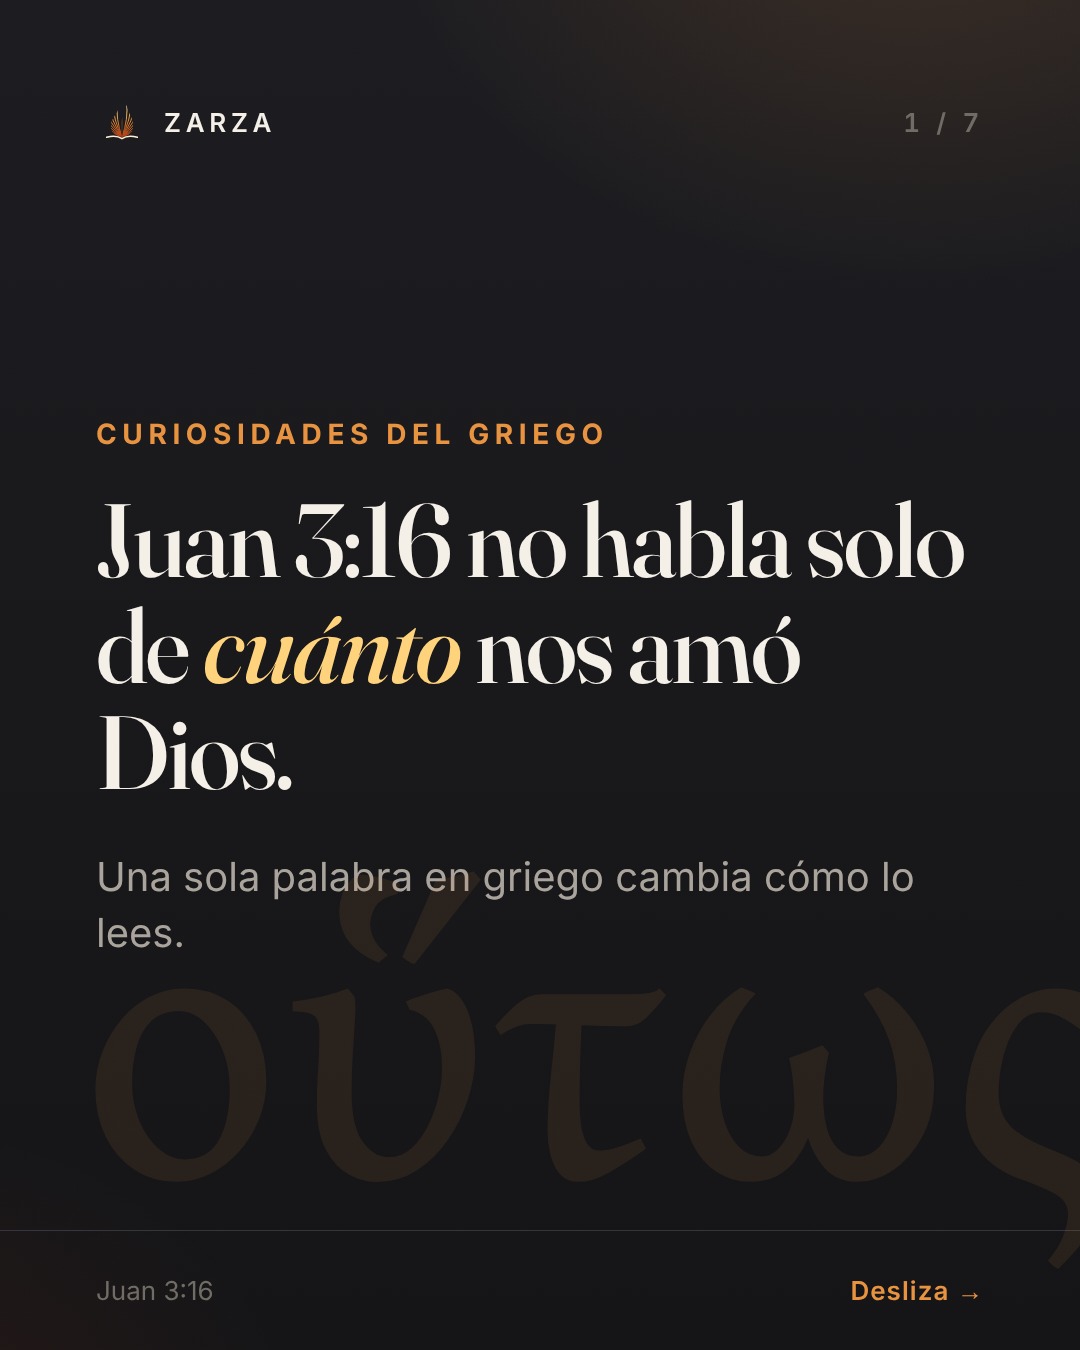 ZARZA
1 / 7
CURIOSIDADES DEL GRIEGO
Juan 3:16 no habla solo
de cuánto nos amó
Dios.
Una sola palabra en griego cambia cómo lo
lees.
οὕτως
Juan 3:16
Desliza →